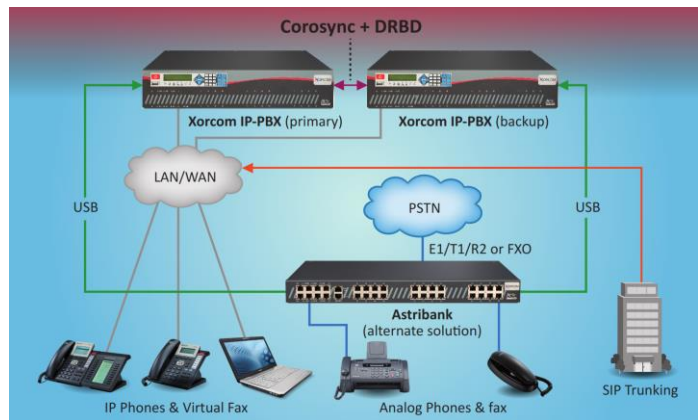 Corosync + DRBD
Xorcom IP-PBX (primary)
Xorcom IP-PBX (backup)
LAN/WAN
USB
PSTN
USB
E1/T1/R2 or FXO
Astribank
(alternate solution)
IP Phones & Virtual Fax
Analog Phones & fax
SIP Trunking